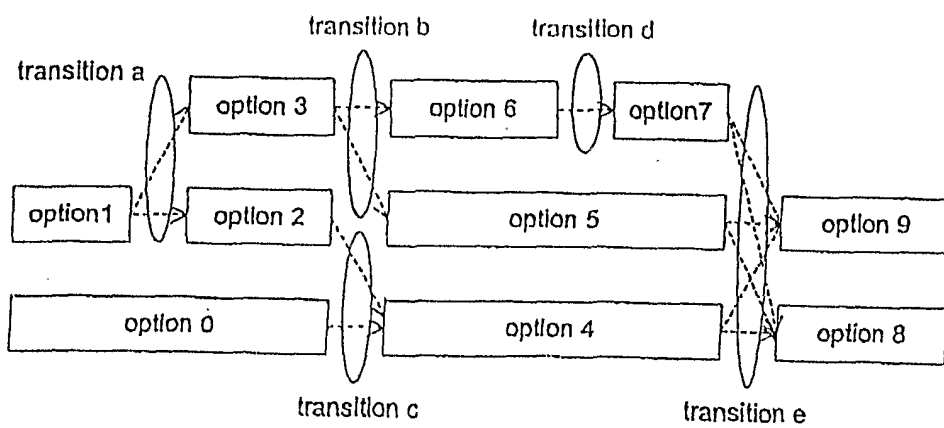 transition b
transition d
transition a
option 3
option 6
option7
option1
option 2
option 5
option 9
option 0
option 4
option 8
transition c
transition e